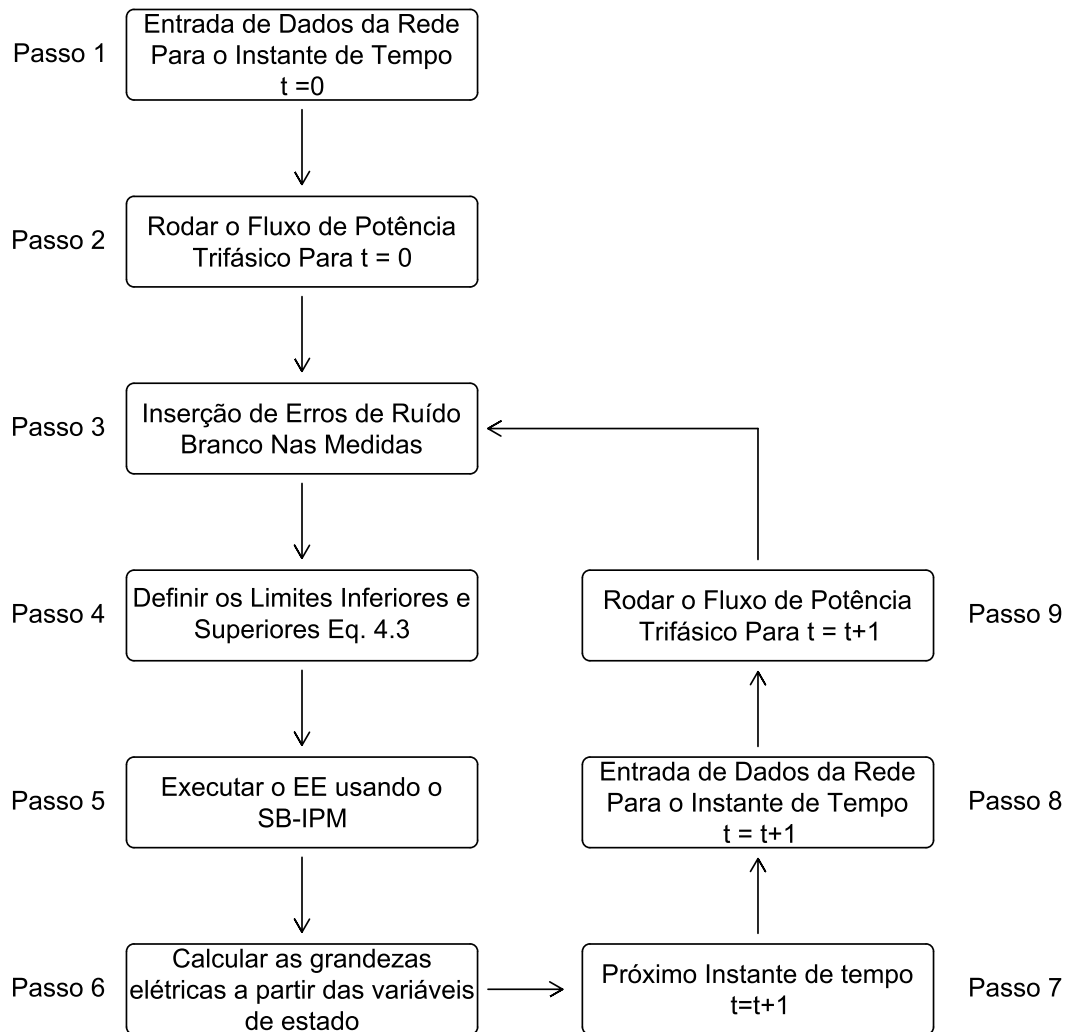 Passo 1
Entrada de Dados da Rede
Para o Instante de Tempo
t =0
Passo 2
Rodar o Fluxo de Potência
Trifásico Para t = 0
Passo 3
Inserção de Erros de Ruído
Branco Nas Medidas
Passo 4
Definir os Limites Inferiores e
Superiores Eq. 4.3
Passo 5
Executar o EE usando o
SB-IPM
Passo 6
Calcular as grandezas
elétricas a partir das variáveis
de estado
Próximo Instante de tempo
t=t+1
Passo 7
Entrada de Dados da Rede
Para o Instante de Tempo
t = t+1
Passo 8
Rodar o Fluxo de Potência
Trifásico Para t = t+1
Passo 9